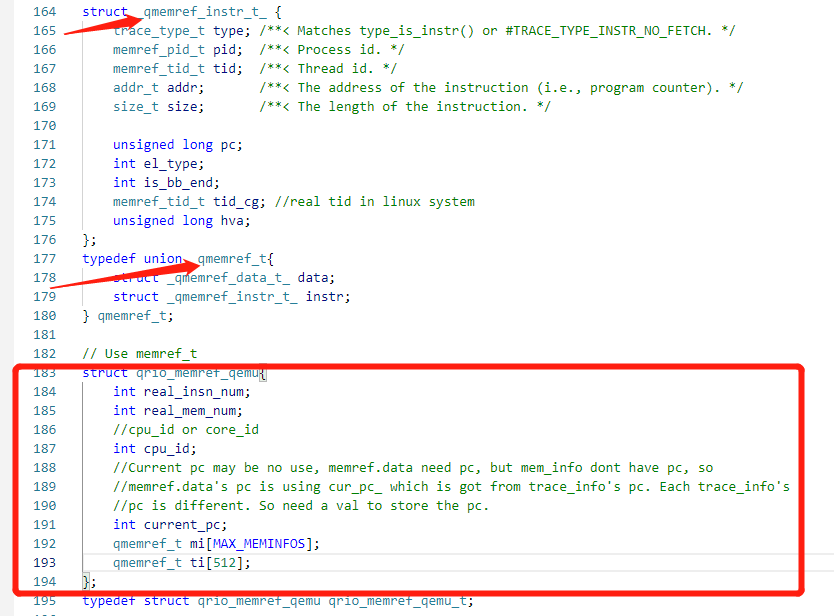 164 struct _qmemref_instr_t_ {
165 trace_type_t type; /**< Matches type_is_instr() or #TRACE_TYPE_INSTR_NO_FETCH. */
166 memref_pid_t pid; /**< Process id. */
167 memref_tid_t tid; /**< Thread id. */
168 addr_t addr; /**< The address of the instruction (i.e., program counter). */
169 size_t size; /**< The length of the instruction. */
170
171 unsigned long pc;
172 int el_type;
173 int is_bb_end;
174 memref_tid_t tid_cg; //real tid in linux system
175 unsigned long hva;
176 };
177 typedef union _qmemref_t{
178 struct _qmemref_data_t_ data;
179 struct _qmemref_instr_t_ instr;
180 } qmemref_t;
181
182 // Use memref_t
183 struct qrio_memref_qemu{
184 int real_insn_num;
185 int real_mem_num;
186 //cpu_id or core_id
187 int cpu_id;
188 //Current pc may be no use, memref.data need pc, but mem_info dont have pc, so
189 //memref.data's pc is using cur_pc_ which is got from trace_info's pc. Each trace_info's
190 //pc is different. So need a val to store the pc.
191 int current_pc;
192 qmemref_t mi[MAX_MEMINFOS];
193 qmemref_t ti[512];
194 };
195 typedef struct qrio_memref_qemu qrio_memref_qemu_t;